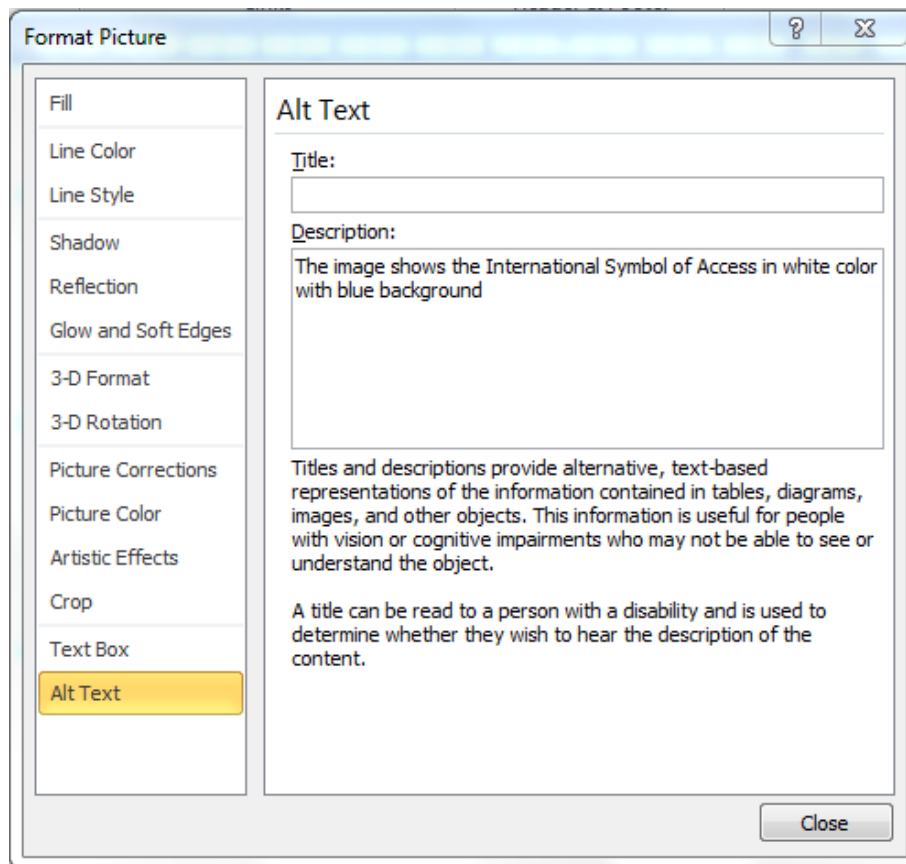 Format Picture
Fill
Line Color
Line Style
Shadow
Reflection
Glow and Soft Edges
3-D Format
3-D Rotation
Picture Corrections
Picture Color
Artistic Effects
Crop
Text Box
Alt Text
Alt Text
Title:
Description:
The image shows the International Symbol of Access in white color
with blue background
Titles and descriptions provide alternative, text-based
representations of the information contained in tables, diagrams,
images, and other objects. This information is useful for people
with vision or cognitive impairments who may not be able to see or
understand the object.
A title can be read to a person with a disability and is used to
determine whether they wish to hear the description of the
content.
Close